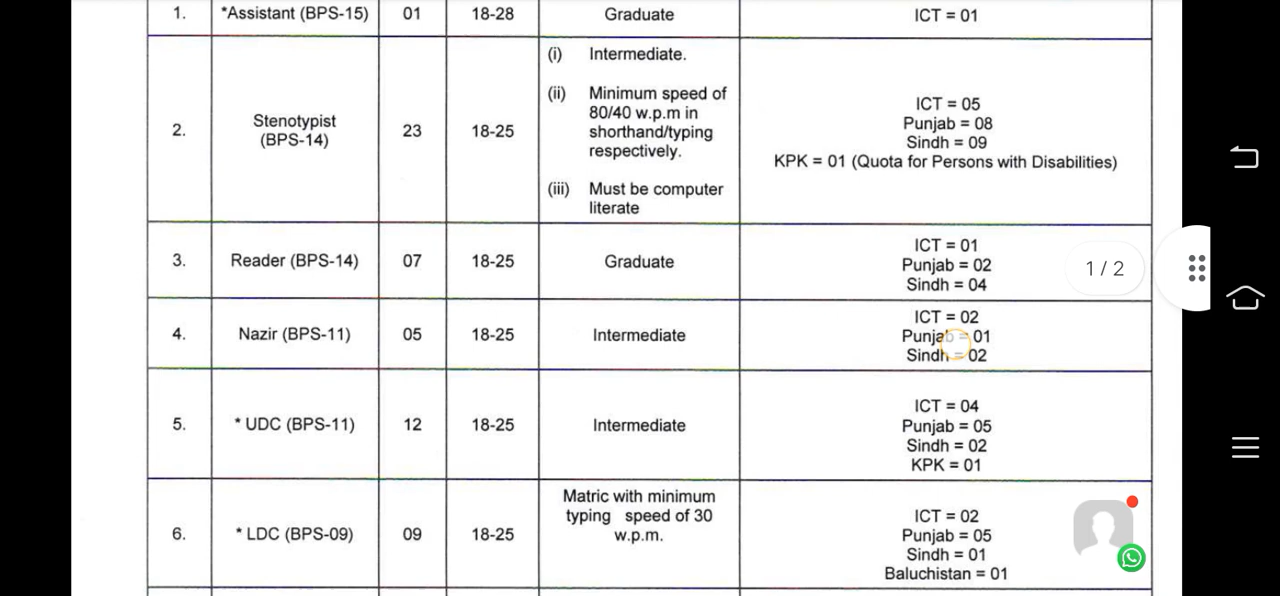 1. *Assistant (BPS-15) 01 18-28 Graduate ICT = 01
2. Stenotypist (BPS-14) 23 18-25
(i) Intermediate.
(ii) Minimum speed of
80/40 w.p.m in
shorthand/typing
respectively.
(iii) Must be computer
literate
ICT = 05
Punjab = 08
Sindh = 09
KPK = 01 (Quota for Persons with Disabilities)
3. Reader (BPS-14) 07 18-25 Graduate
ICT = 01
Punjab = 02
Sindh = 04
1 / 2
4. Nazir (BPS-11) 05 18-25 Intermediate
ICT = 02
Punjab = 01
Sindh = 02
5. * UDC (BPS-11) 12 18-25 Intermediate
ICT = 04
Punjab = 05
Sindh = 02
KPK = 01
6. * LDC (BPS-09) 09 18-25
Matric with minimum
typing speed of 30
w.p.m.
ICT = 02
Punjab = 05
Sindh = 01
Baluchistan = 01